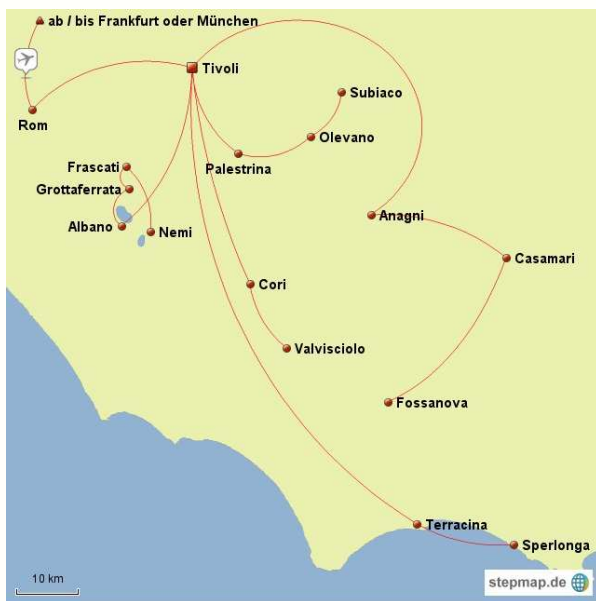 ab / bis Frankfurt oder München
Tivoli
Subiaco
Rom
Olevano
Frascati
Palestrina
Grottaferrata
Albano
Nemi
Anagni
Casamari
Cori
Valvisciolo
Fossanova
Terracina
Sperlonga
10 km
stepmap.de